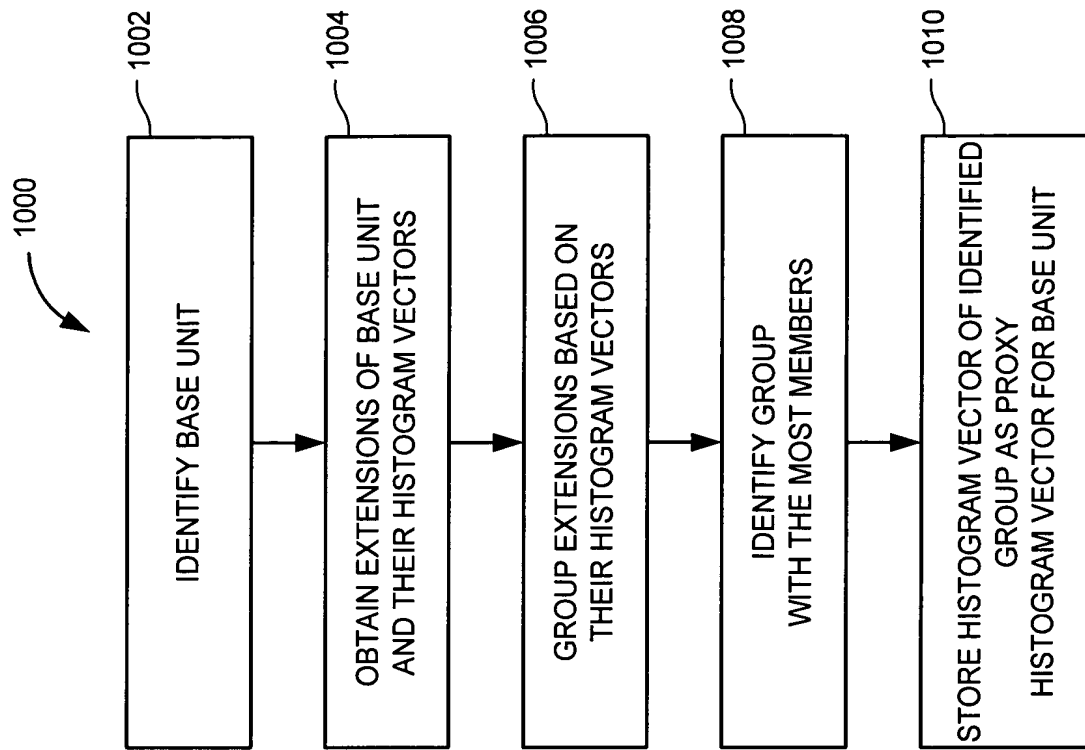 1000
1002
IDENTIFY BASE UNIT
1004
OBTAIN EXTENSIONS OF BASE UNIT
AND THEIR HISTOGRAM VECTORS
1006
GROUP EXTENSIONS BASED ON
THEIR HISTOGRAM VECTORS
1008
IDENTIFY GROUP
WITH THE MOST MEMBERS
1010
STORE HISTOGRAM VECTOR OF IDENTIFIED
GROUP AS PROXY
HISTOGRAM VECTOR FOR BASE UNIT